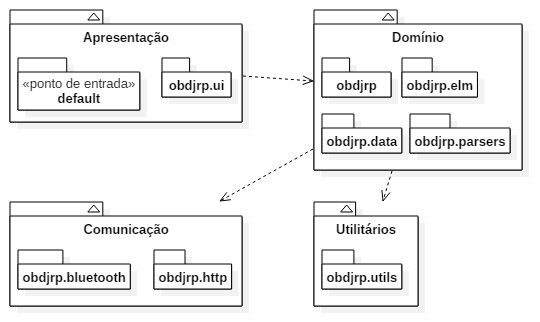 Apresentação
«ponto de entrada»
default
obdjrp.ui
Domínio
obdjrp
obdjrp.elm
obdjrp.data
obdjrp.parsers
Comunicação
obdjrp.bluetooth
obdjrp.http
Utilitários
obdjrp.utils